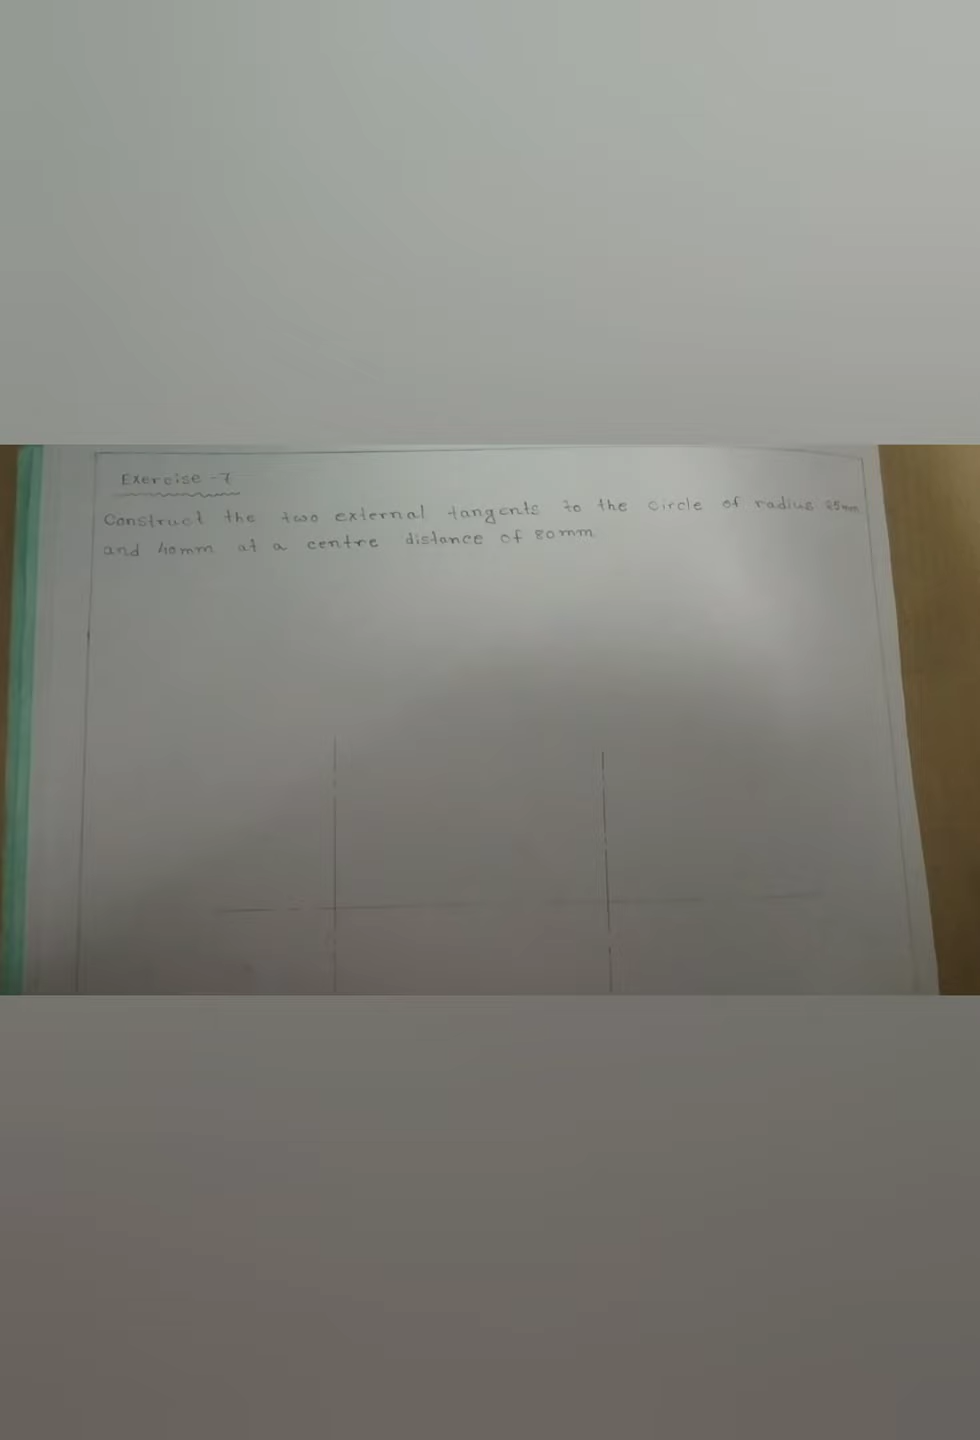 Exercise -7
Construct the two external tangents to the circle of radius 25mm
and 40mm at a centre distance of 80mm